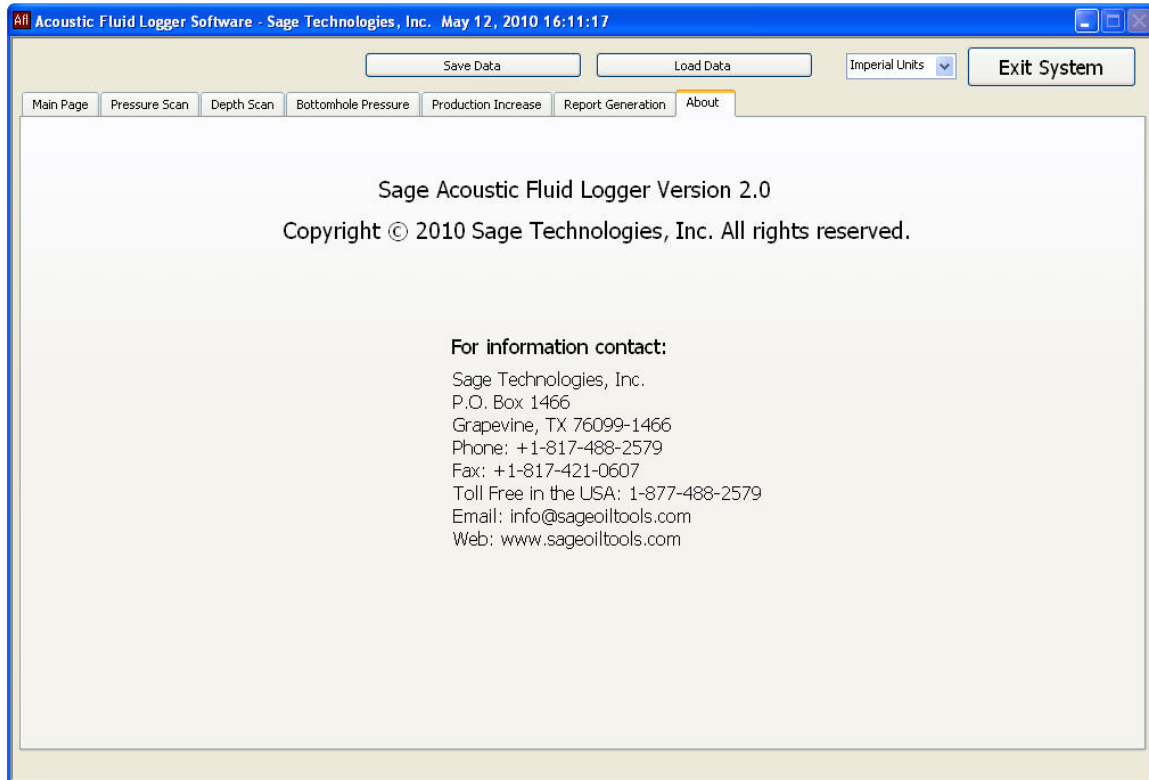 Afl Acoustic Fluid Logger Software - Sage Technologies, Inc.  May 12, 2010 16:11:17
Save Data Load Data Imperial Units Exit System
Main Page Pressure Scan Depth Scan Bottomhole Pressure Production Increase Report Generation About
Sage Acoustic Fluid Logger Version 2.0
Copyright © 2010 Sage Technologies, Inc. All rights reserved.
For information contact:
Sage Technologies, Inc.
P.O. Box 1466
Grapevine, TX 76099-1466
Phone: +1-817-488-2579
Fax: +1-817-421-0607
Toll Free in the USA: 1-877-488-2579
Email: info@sageoiltools.com
Web: www.sageoiltools.com